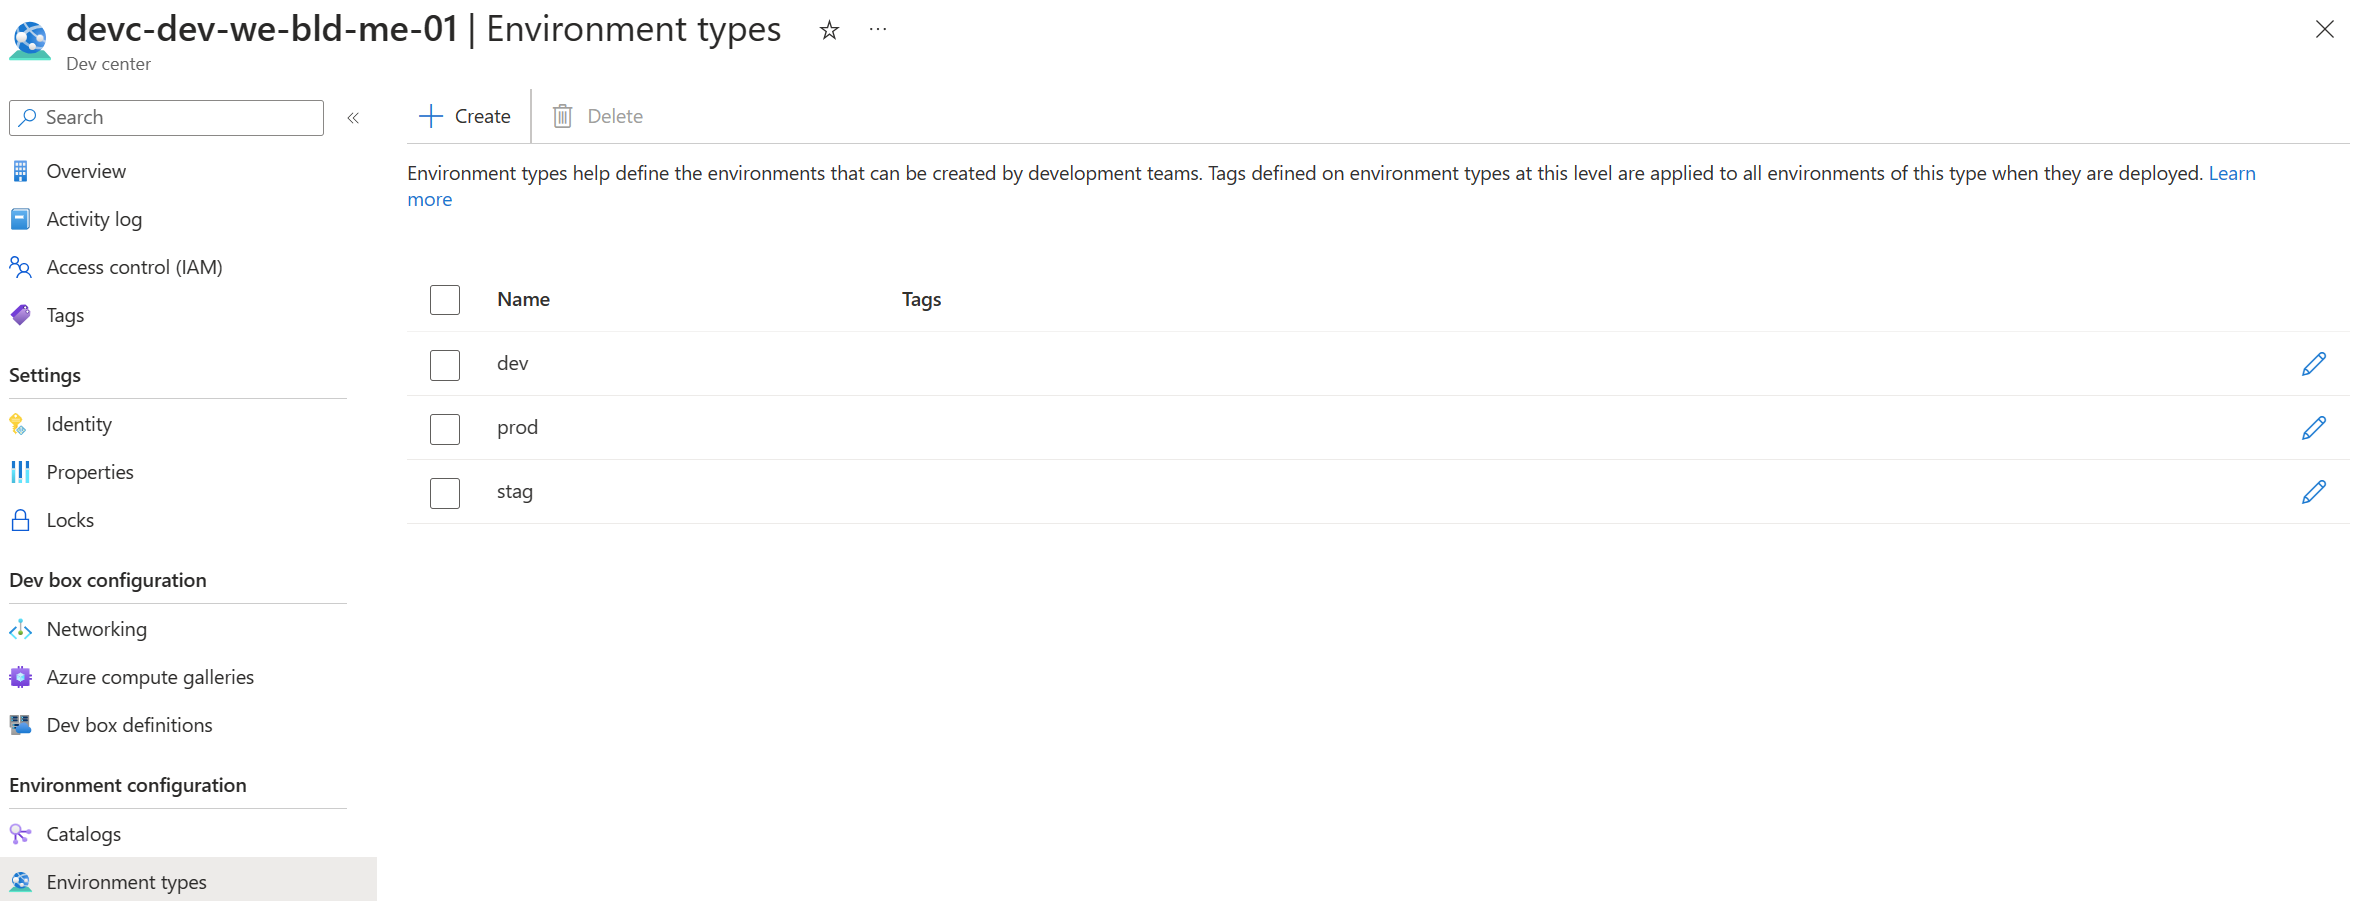 devc-dev-we-bld-me-01 | Environment types
Dev center
Search
Overview
Activity log
Access control (IAM)
Tags
Settings
Identity
Properties
Locks
Dev box configuration
Networking
Azure compute galleries
Dev box definitions
Environment configuration
Catalogs
Environment types
Create
Delete
Environment types help define the environments that can be created by development teams. Tags defined on environment types at this level are applied to all environments of this type when they are deployed. Learn
more
Name Tags
dev
prod
stag